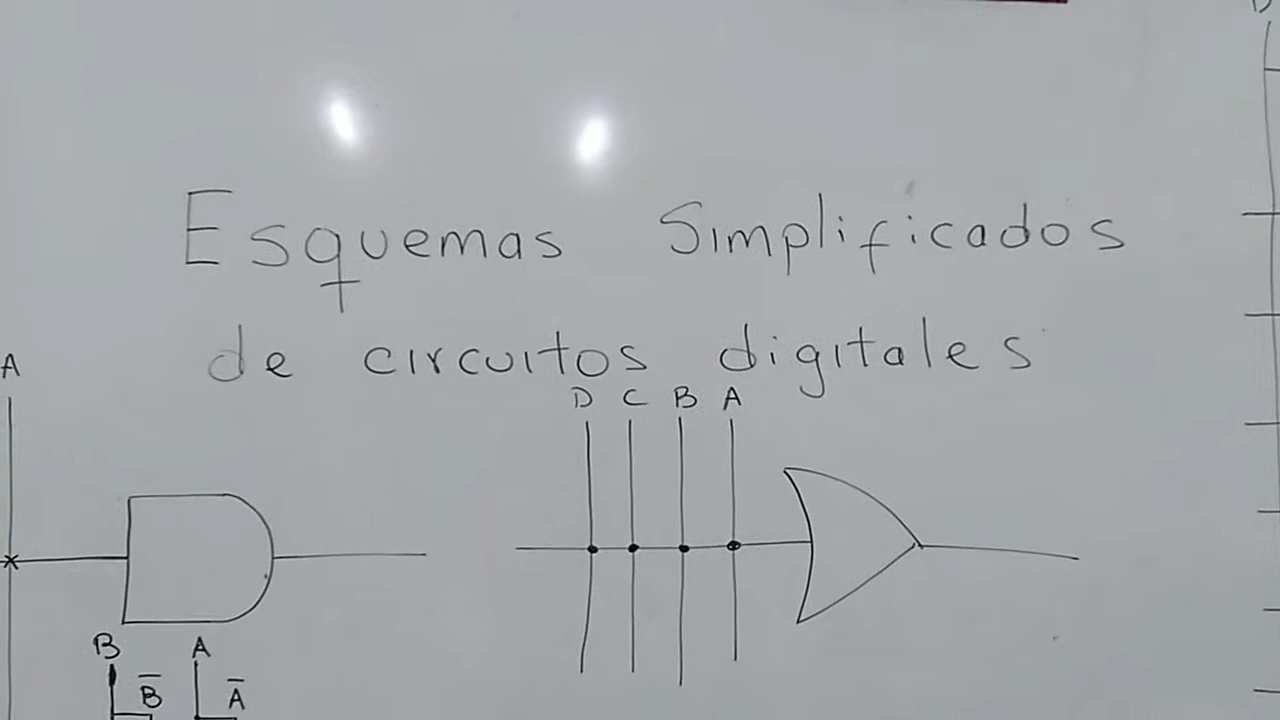 Esquemas Simplificados
de circuitos digitales
A
D C B A
B A
B̅ A̅